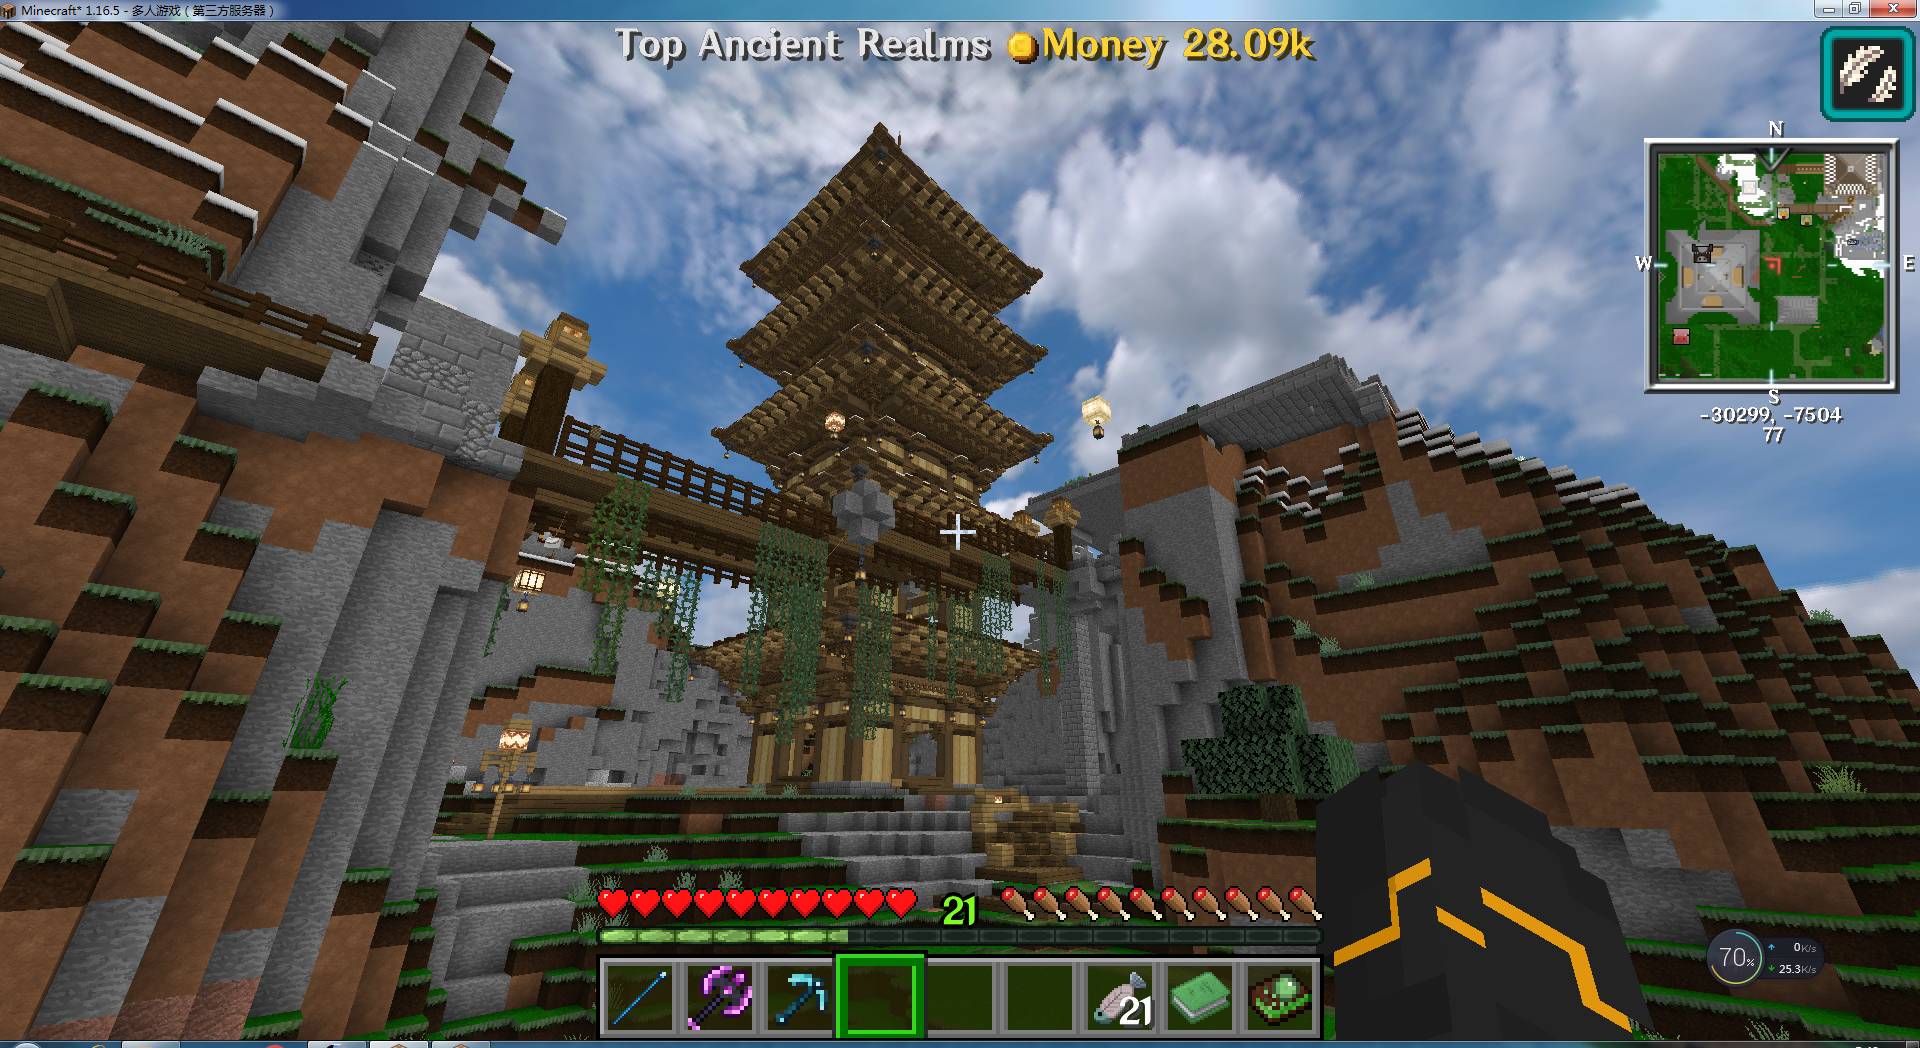 Minecraft* 1.16.5 - 多人游戏（第三方服务器）
Top Ancient Realms Money 28.09k
N
W
E
S
-30299, -7504
77
21
21
70%
0K/s
25.3K/s